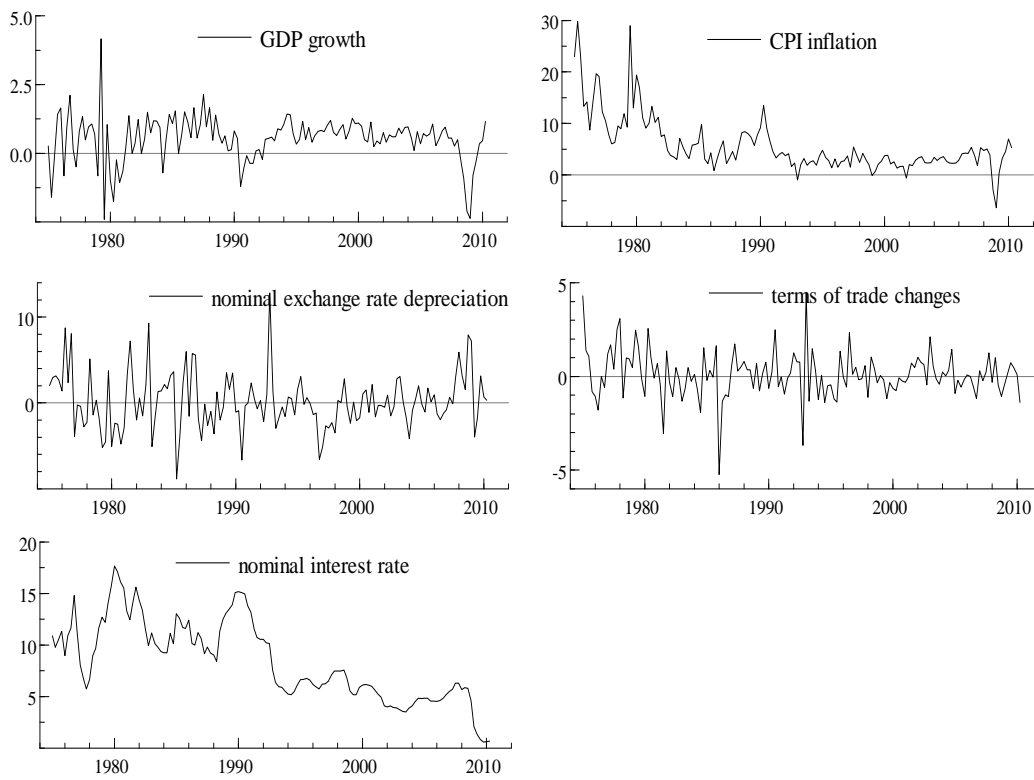 5.0
GDP growth
2.5
0.0
1980 1990 2000 2010
30
CPI inflation
20
10
0
1980 1990 2000 2010
nominal exchange rate depreciation
10
0
1980 1990 2000 2010
5
terms of trade changes
0
-5
1980 1990 2000 2010
20
nominal interest rate
15
10
5
1980 1990 2000 2010